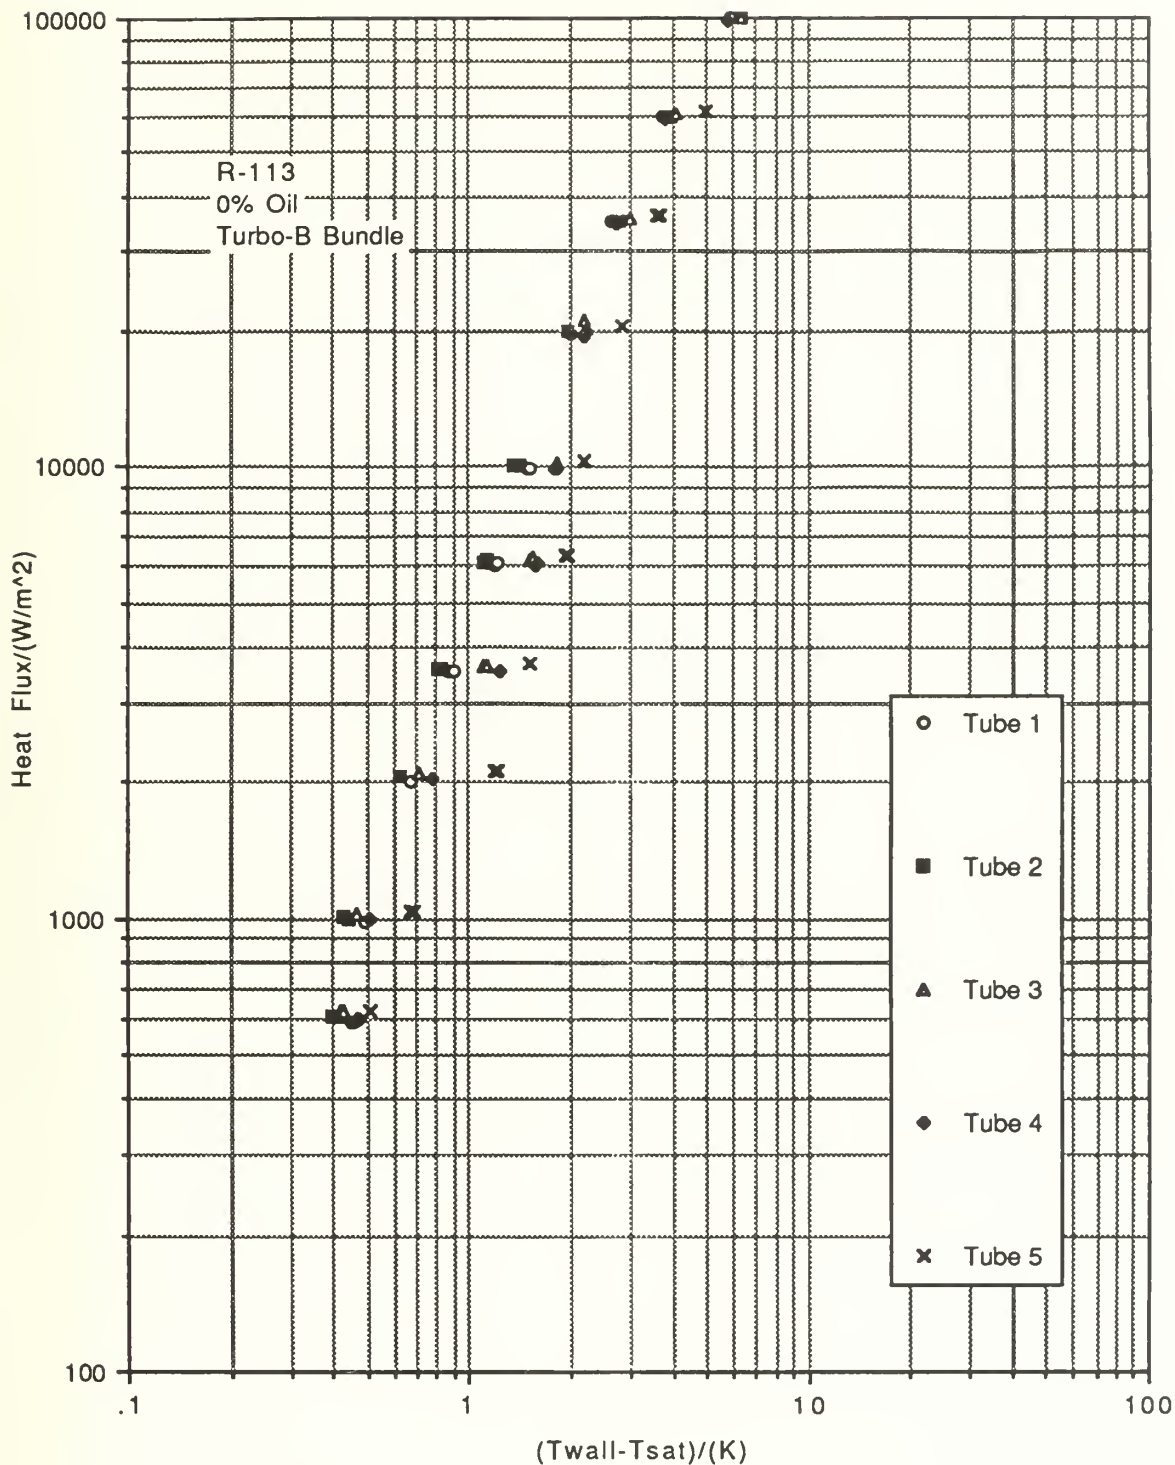 100000
R-113
0% Oil
Turbo-B Bundle
10000
Heat Flux/(W/m^2)
Tube 1
Tube 2
1000
Tube 3
Tube 4
Tube 5
100
.1
1
10
100
(Twall-Tsat)/(K)